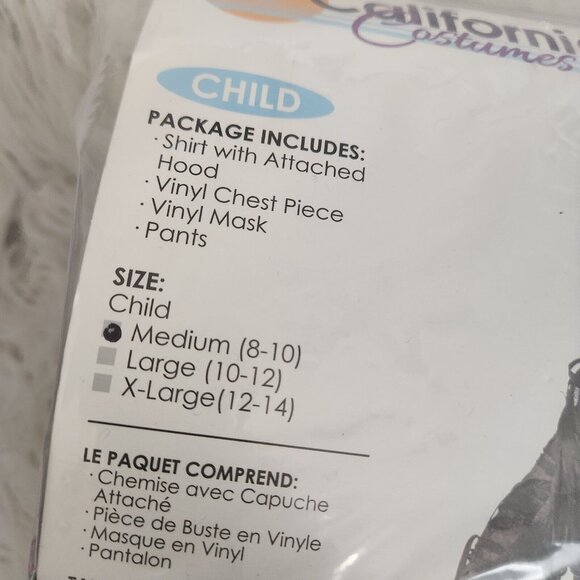 California
Costumes
CHILD
PACKAGE INCLUDES:
· Shirt with Attached
Hood
· Vinyl Chest Piece
· Vinyl Mask
· Pants
SIZE:
Child
Medium (8-10)
Large (10-12)
X-Large(12-14)
LE PAQUET COMPREND:
· Chemise avec Capuche
Attaché
· Pièce de Buste en Vinyle
· Masque en Vinyl
· Pantalon